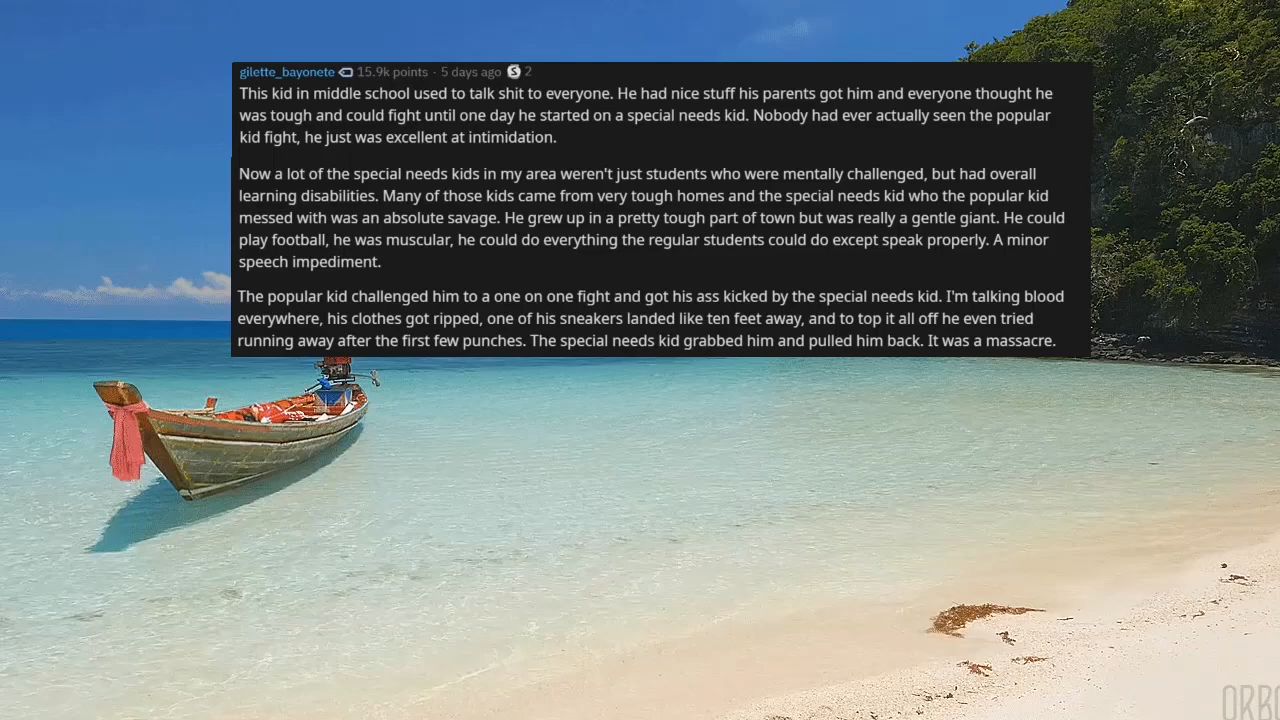 gilette_bayonete 15.9k points · 5 days ago S 2
This kid in middle school used to talk shit to everyone. He had nice stuff his parents got him and everyone thought he
was tough and could fight until one day he started on a special needs kid. Nobody had ever actually seen the popular
kid fight, he just was excellent at intimidation.
Now a lot of the special needs kids in my area weren't just students who were mentally challenged, but had overall
learning disabilities. Many of those kids came from very tough homes and the special needs kid who the popular kid
messed with was an absolute savage. He grew up in a pretty tough part of town but was really a gentle giant. He could
play football, he was muscular, he could do everything the regular students could do except speak properly. A minor
speech impediment.
The popular kid challenged him to a one on one fight and got his ass kicked by the special needs kid. I'm talking blood
everywhere, his clothes got ripped, one of his sneakers landed like ten feet away, and to top it all off he even tried
running away after the first few punches. The special needs kid grabbed him and pulled him back. It was a massacre.